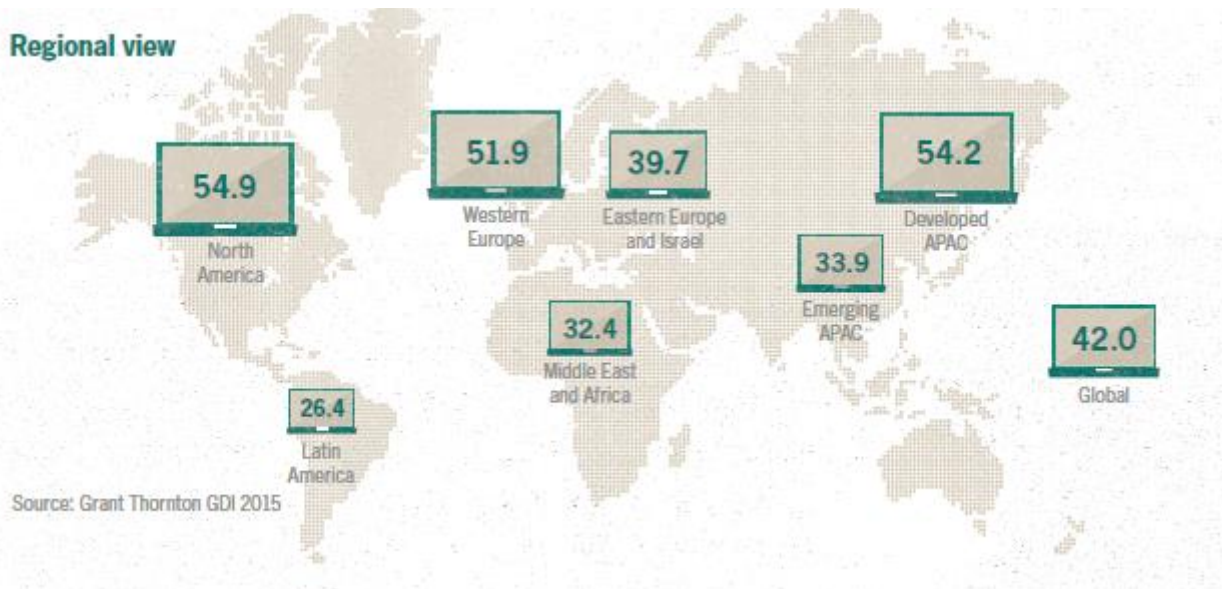 Regional view
54.9
North
America
51.9
Western
Europe
39.7
Eastern Europe
and Israel
54.2
Developed
APAC
33.9
Emerging
APAC
32.4
Middle East
and Africa
42.0
Global
26.4
Latin
America
Source: Grant Thornton GDI 2015